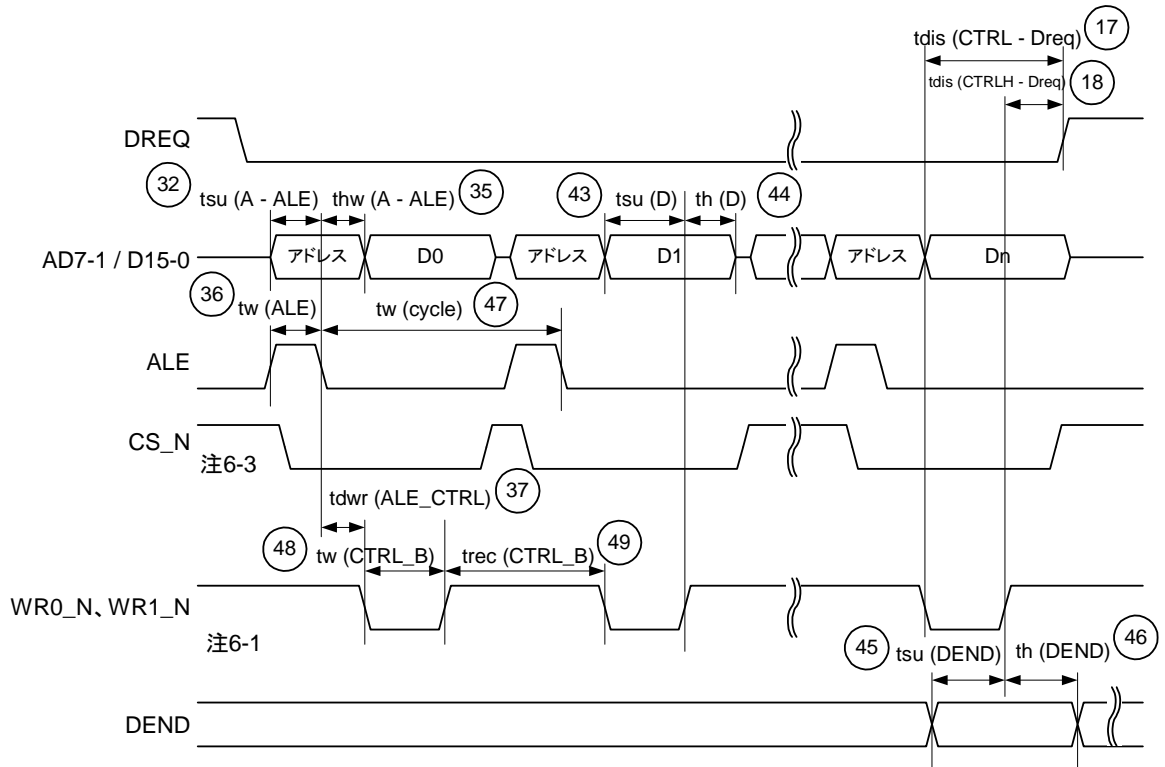 tdis (CTRL - Dreq) 17
tdis (CTRLH - Dreq) 18
DREQ
32 tsu (A - ALE) thw (A - ALE) 35 43 tsu (D) th (D) 44
AD7-1 / D15-0 アドレス D0 アドレス D1 アドレス Dn
36 tw (ALE) tw (cycle) 47
ALE
CS_N
注6-3
tdwr (ALE_CTRL) 37
48 tw (CTRL_B) trec (CTRL_B) 49
WR0_N、WR1_N
注6-1
45 tsu (DEND) th (DEND) 46
DEND